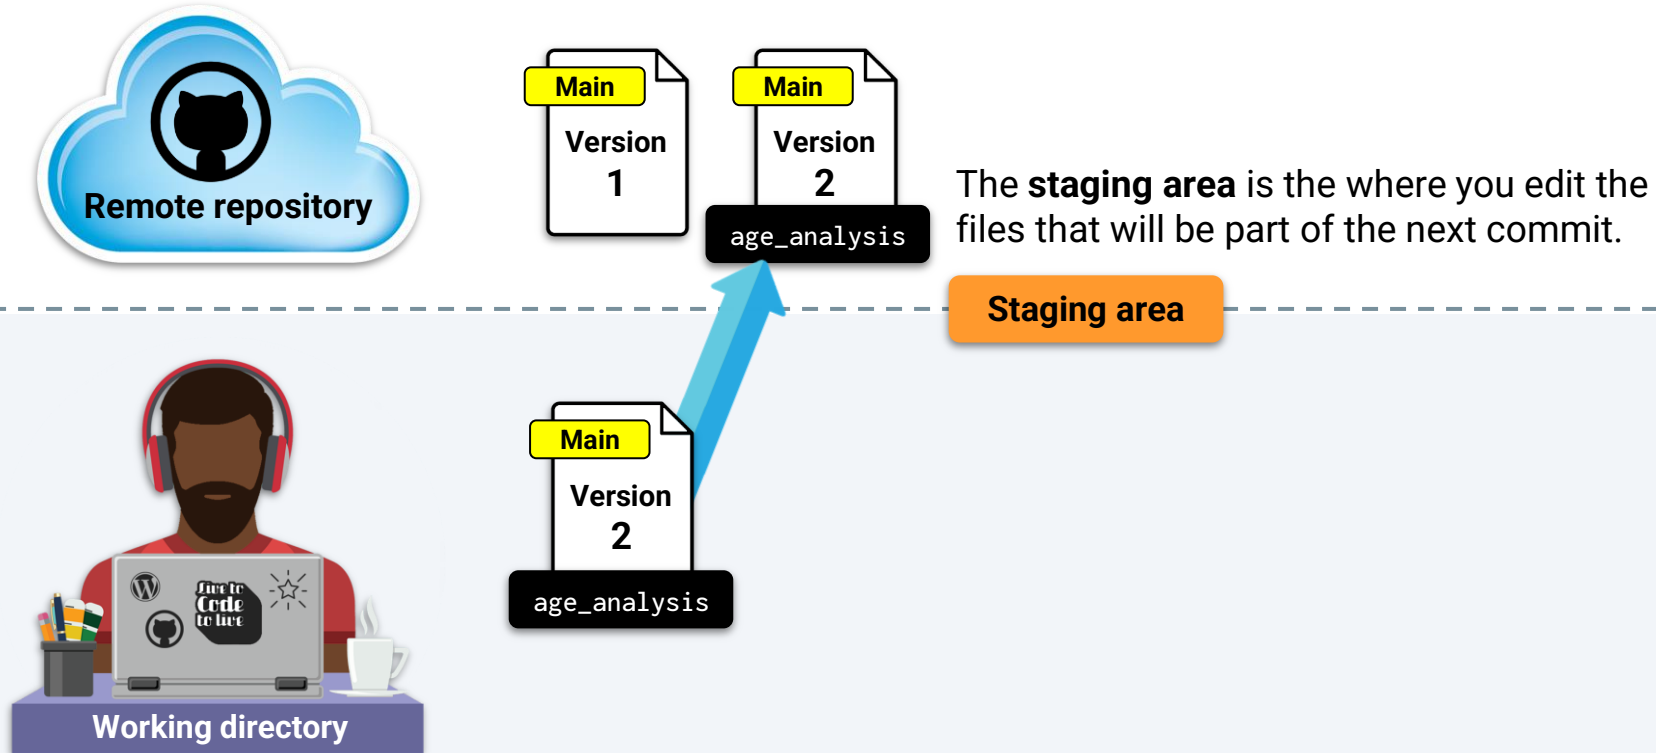 Remote repository
Main
Version
1
Main
Version
2
age_analysis
The staging area is the where you edit the
files that will be part of the next commit.
Staging area
Main
Version
2
age_analysis
Live to
Code
to live
Working directory